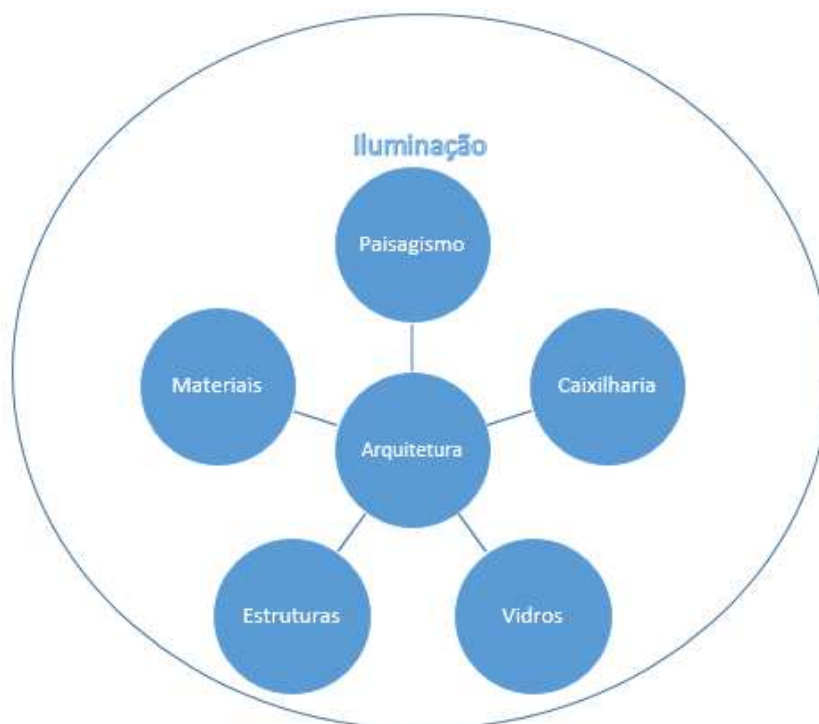 Iluminação
Paisagismo
Materiais
Caixilharia
Arquitetura
Estruturas
Vidros